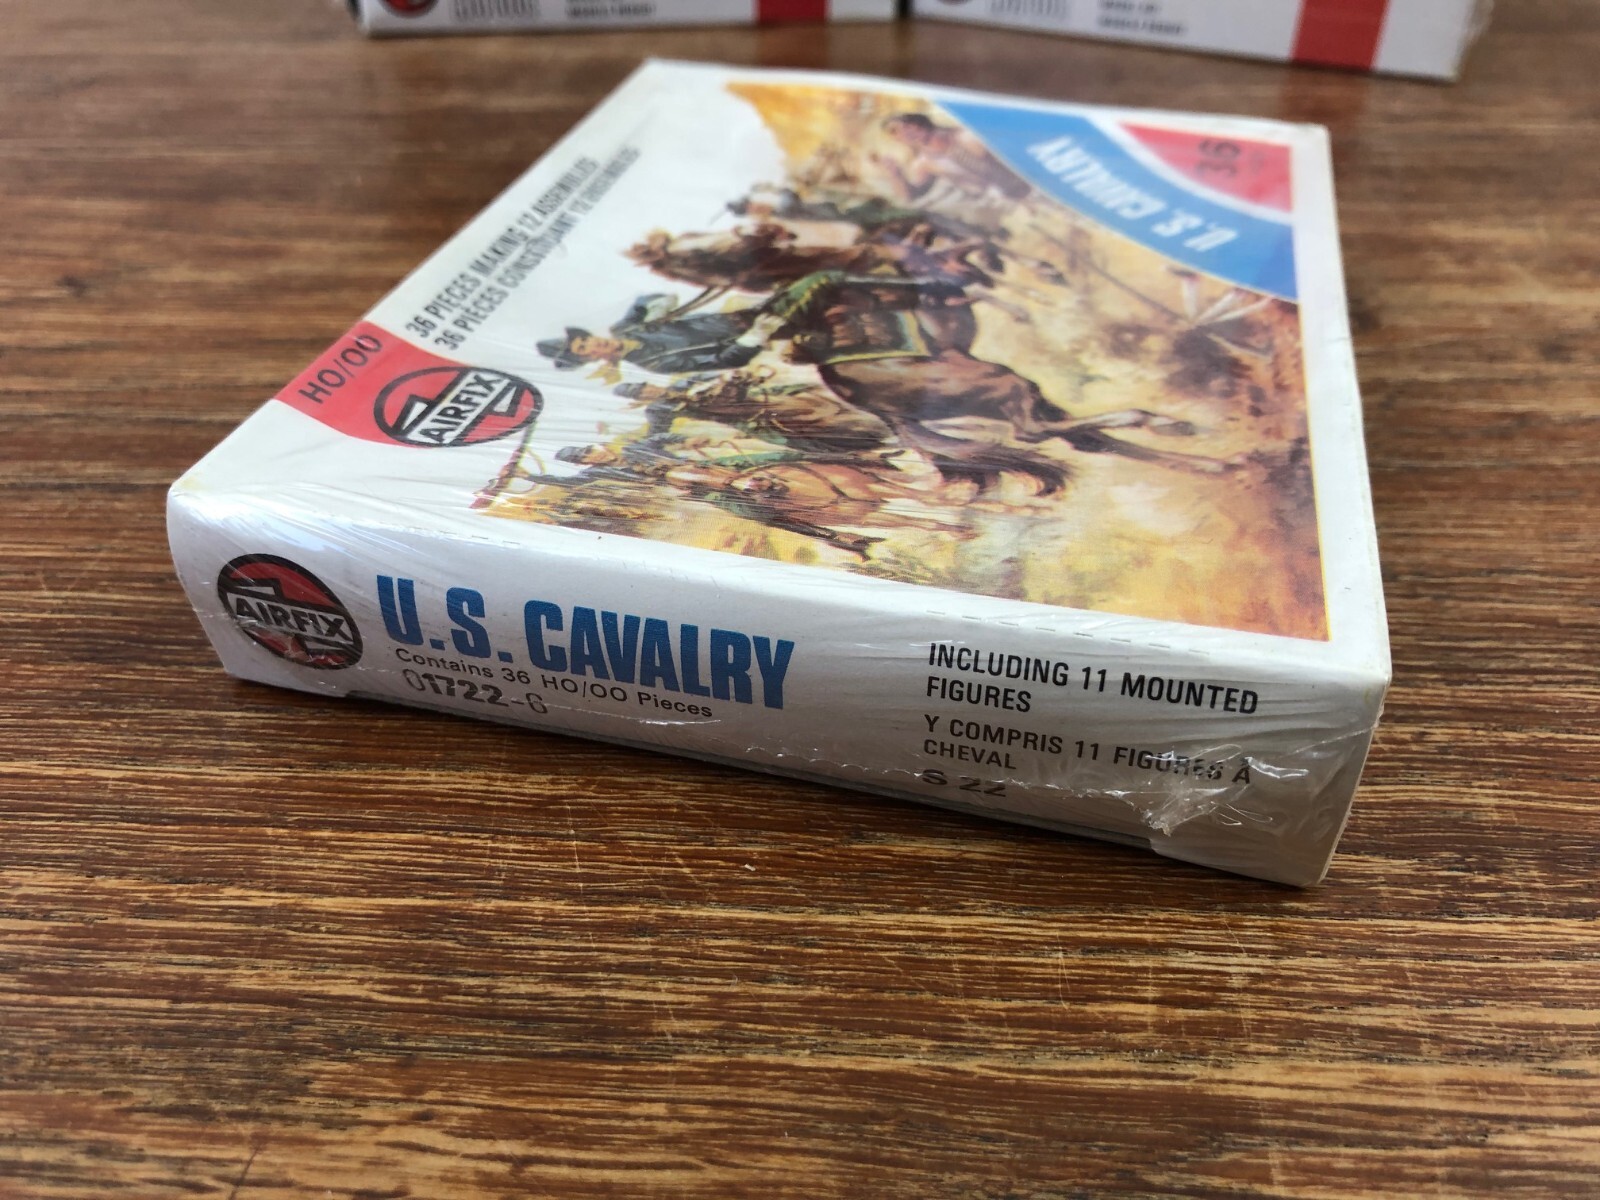 36
U.S. CAVALRY
36 PIECES MAKING 12 ASSEMBLIES
36 PIÈCES CONSTITUANT 12 ENSEMBLES
HO/OO
AIRFIX
AIRFIX
U.S. CAVALRY
Contains 36 HO/OO Pieces
01722-6
INCLUDING 11 MOUNTED
FIGURES
Y COMPRIS 11 FIGURES À
CHEVAL
S 22